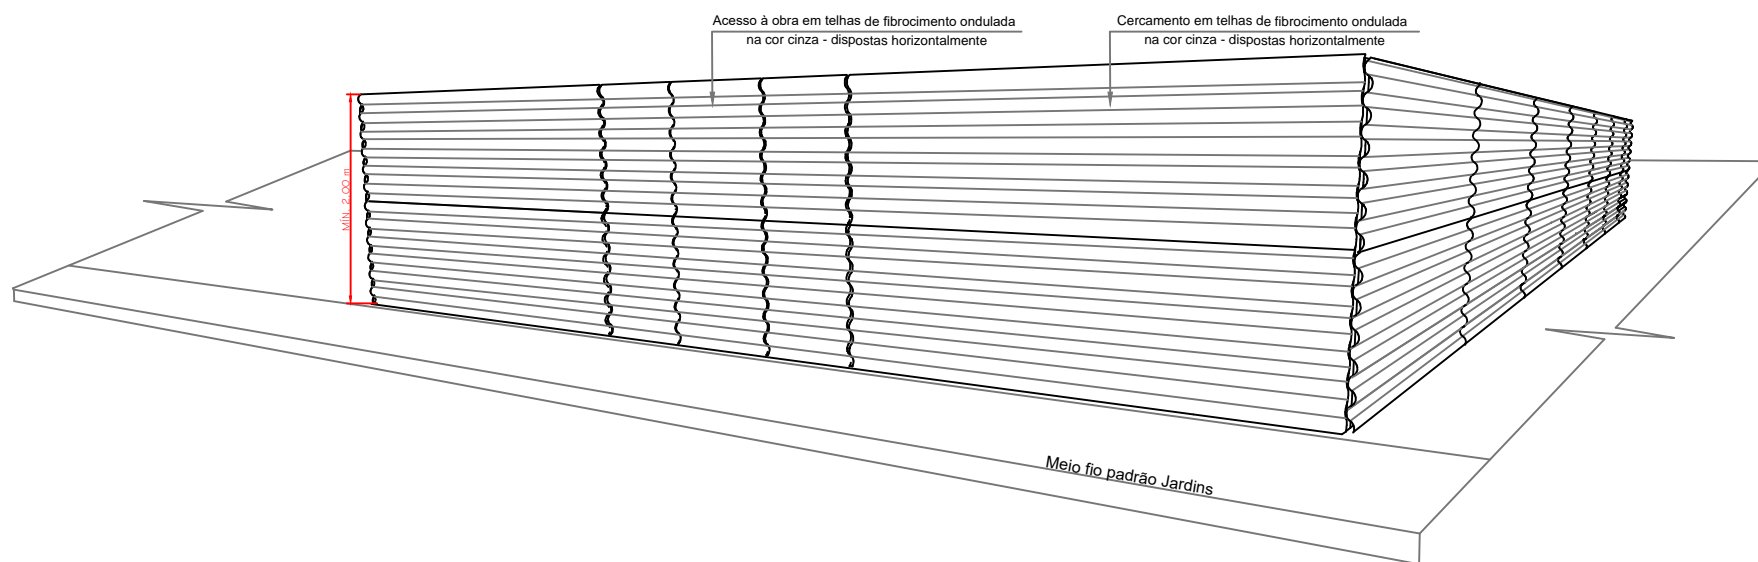 Acesso à obra em telhas de fibrocimento ondulada
na cor cinza - dispostas horizontalmente
Cercamento em telhas de fibrocimento ondulada
na cor cinza - dispostas horizontalmente
MÍN. 2.00 m
Meio fio padrão Jardins